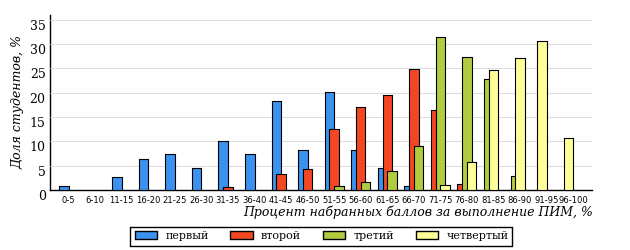 Доля студентов, %
35
30
25
20
15
10
5
0
0-5 6-10 11-15 16-20 21-25 26-30 31-35 36-40 41-45 46-50 51-55 56-60 61-65 66-70 71-75 76-80 81-85 86-90 91-95 96-100
Процент набранных баллов за выполнение ПИМ, %
первый второй третий четвертый